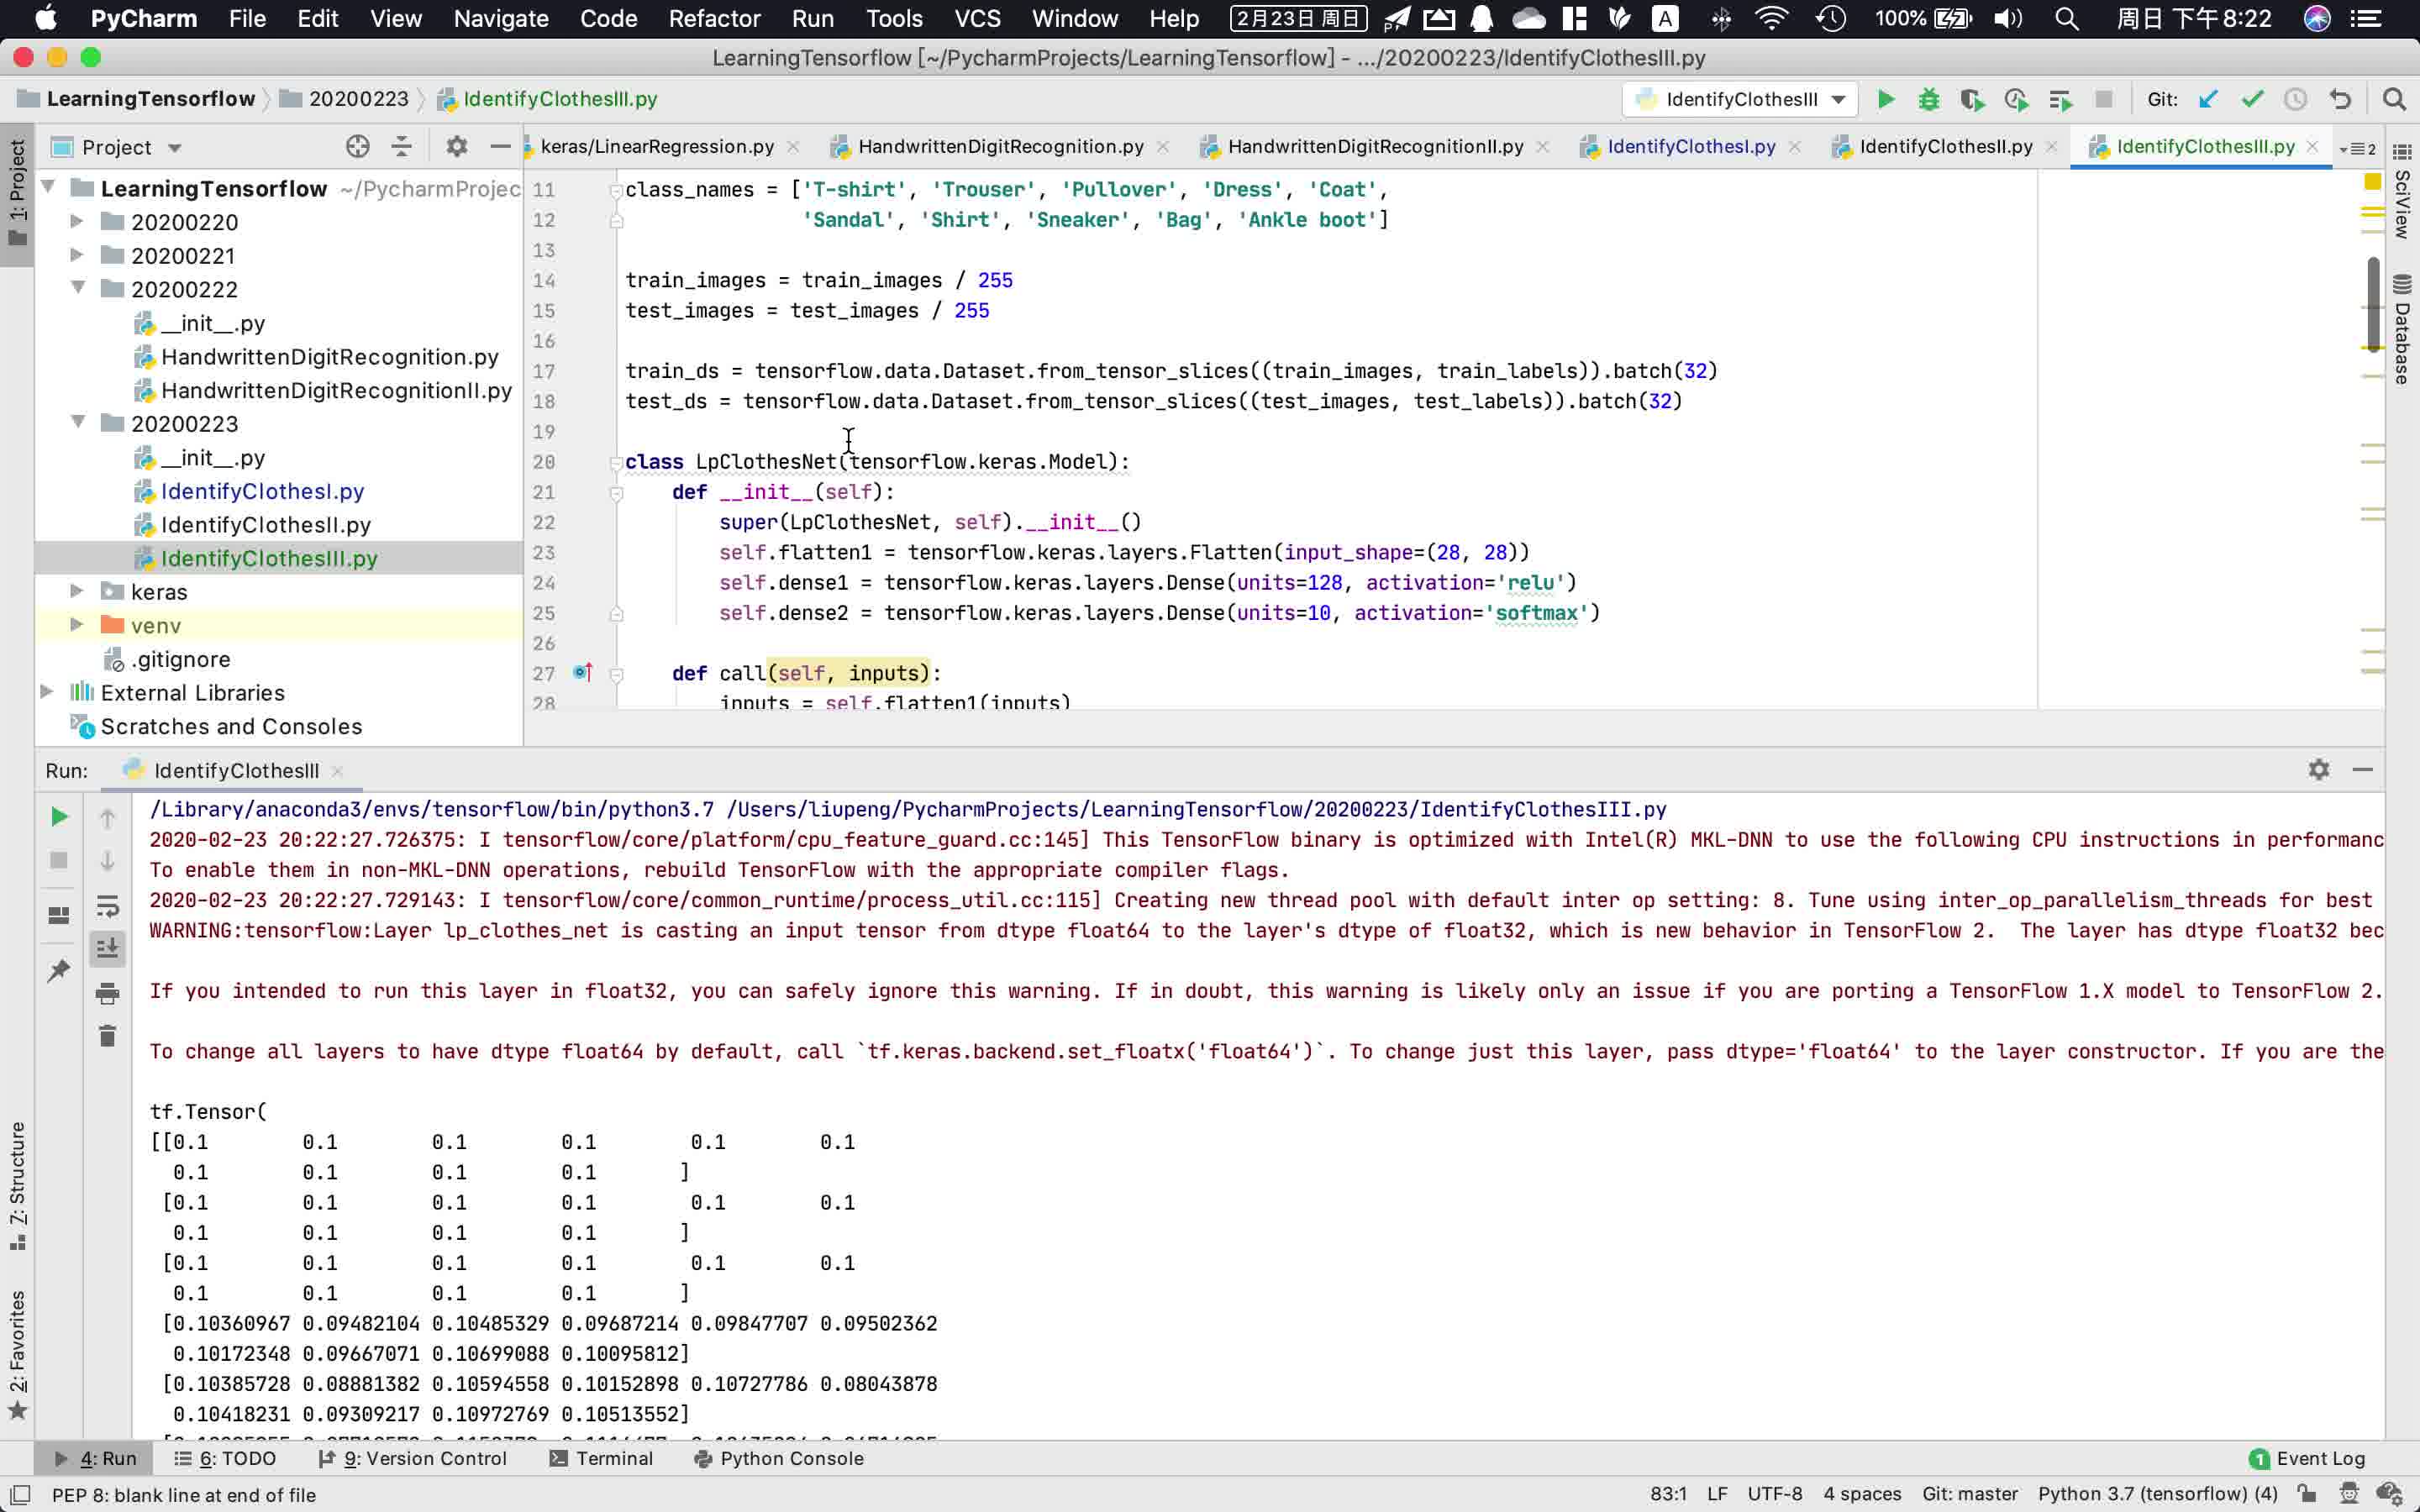 PyCharm File Edit View Navigate Code Refactor Run Tools VCS Window Help 2月23日 周日 A 100% 周日 下午8:22
LearningTensorflow [~/PycharmProjects/LearningTensorflow] - .../20200223/IdentifyClothesIII.py
LearningTensorflow 20200223 IdentifyClothesIII.py IdentifyClothesIII Git:
Project keras/LinearRegression.py HandwrittenDigitRecognition.py HandwrittenDigitRecognitionII.py IdentifyClothesI.py IdentifyClothesII.py IdentifyClothesIII.py 2
1: Project
LearningTensorflow ~/PycharmProjec
20200220
20200221
20200222
__init__.py
HandwrittenDigitRecognition.py
HandwrittenDigitRecognitionII.py
20200223
__init__.py
IdentifyClothesI.py
IdentifyClothesII.py
IdentifyClothesIII.py
keras
venv
.gitignore
External Libraries
Scratches and Consoles
11 class_names = ['T-shirt', 'Trouser', 'Pullover', 'Dress', 'Coat',
12 'Sandal', 'Shirt', 'Sneaker', 'Bag', 'Ankle boot']
13
14 train_images = train_images / 255
15 test_images = test_images / 255
16
17 train_ds = tensorflow.data.Dataset.from_tensor_slices((train_images, train_labels)).batch(32)
18 test_ds = tensorflow.data.Dataset.from_tensor_slices((test_images, test_labels)).batch(32)
19
20 class LpClothesNet(tensorflow.keras.Model):
21 def __init__(self):
22 super(LpClothesNet, self).__init__()
23 self.flatten1 = tensorflow.keras.layers.Flatten(input_shape=(28, 28))
24 self.dense1 = tensorflow.keras.layers.Dense(units=128, activation='relu')
25 self.dense2 = tensorflow.keras.layers.Dense(units=10, activation='softmax')
26
27 def call(self, inputs):
28 inputs = self.flatten1(inputs)
SciView
Database
Run: IdentifyClothesIII
/Library/anaconda3/envs/tensorflow/bin/python3.7 /Users/liupeng/PycharmProjects/LearningTensorflow/20200223/IdentifyClothesIII.py
2020-02-23 20:22:27.726375: I tensorflow/core/platform/cpu_feature_guard.cc:145] This TensorFlow binary is optimized with Intel(R) MKL-DNN to use the following CPU instructions in performanc
To enable them in non-MKL-DNN operations, rebuild TensorFlow with the appropriate compiler flags.
2020-02-23 20:22:27.729143: I tensorflow/core/common_runtime/process_util.cc:115] Creating new thread pool with default inter op setting: 8. Tune using inter_op_parallelism_threads for best
WARNING:tensorflow:Layer lp_clothes_net is casting an input tensor from dtype float64 to the layer's dtype of float32, which is new behavior in TensorFlow 2.  The layer has dtype float32 bec
If you intended to run this layer in float32, you can safely ignore this warning. If in doubt, this warning is likely only an issue if you are porting a TensorFlow 1.X model to TensorFlow 2.
To change all layers to have dtype float64 by default, call `tf.keras.backend.set_floatx('float64')`. To change just this layer, pass dtype='float64' to the layer constructor. If you are the
tf.Tensor(
[[0.1 0.1 0.1 0.1 0.1 0.1
0.1 0.1 0.1 0.1 ]
[0.1 0.1 0.1 0.1 0.1 0.1
0.1 0.1 0.1 0.1 ]
[0.1 0.1 0.1 0.1 0.1 0.1
0.1 0.1 0.1 0.1 ]
[0.10360967 0.09482104 0.10485329 0.09687214 0.09847707 0.09502362
0.10172348 0.09667071 0.10699088 0.10095812]
[0.10385728 0.08881382 0.10594558 0.10152898 0.10727786 0.08043878
0.10418231 0.09309217 0.10972769 0.10513552]
Z: Structure
2: Favorites
4: Run 6: TODO 9: Version Control Terminal Python Console 1 Event Log
PEP 8: blank line at end of file 83:1 LF UTF-8 4 spaces Git: master Python 3.7 (tensorflow) (4)